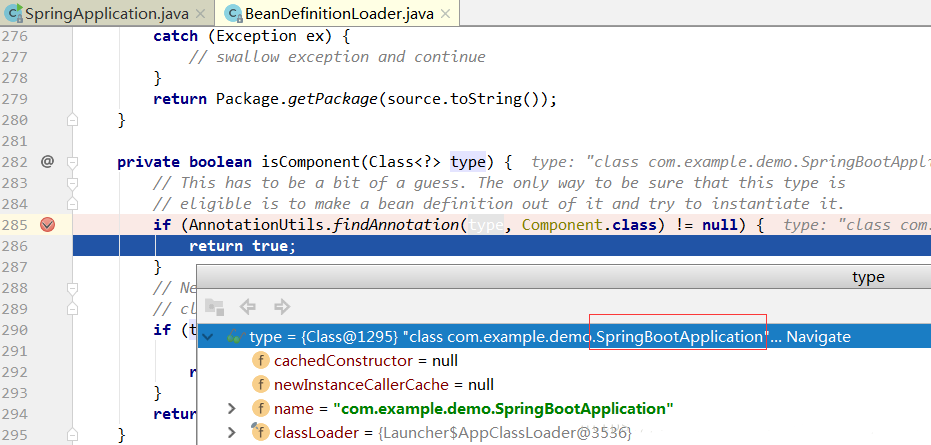 SpringApplication.java × BeanDefinitionLoader.java ×
276 catch (Exception ex) {
277 // swallow exception and continue
278 }
279 return Package.getPackage(source.toString());
280 }
281
282 @ private boolean isComponent(Class<?> type) { type: "class com.example.demo.SpringBootAppli
283 // This has to be a bit of a guess. The only way to be sure that this type is
284 // eligible is to make a bean definition out of it and try to instantiate it.
285 if (AnnotationUtils.findAnnotation(type, Component.class) != null) { type: "class com.
286 return true;
287 }
type
288 // Ne
289 // cl
290 if (t
type = {Class@1295} "class com.example.demo.SpringBootApplication"... Navigate
291
f cachedConstructor = null
292 r
f newInstanceCallerCache = null
293 }
f name = "com.example.demo.SpringBootApplication"
294 retur
f classLoader = {Launcher$AppClassLoader@3536}
295 }